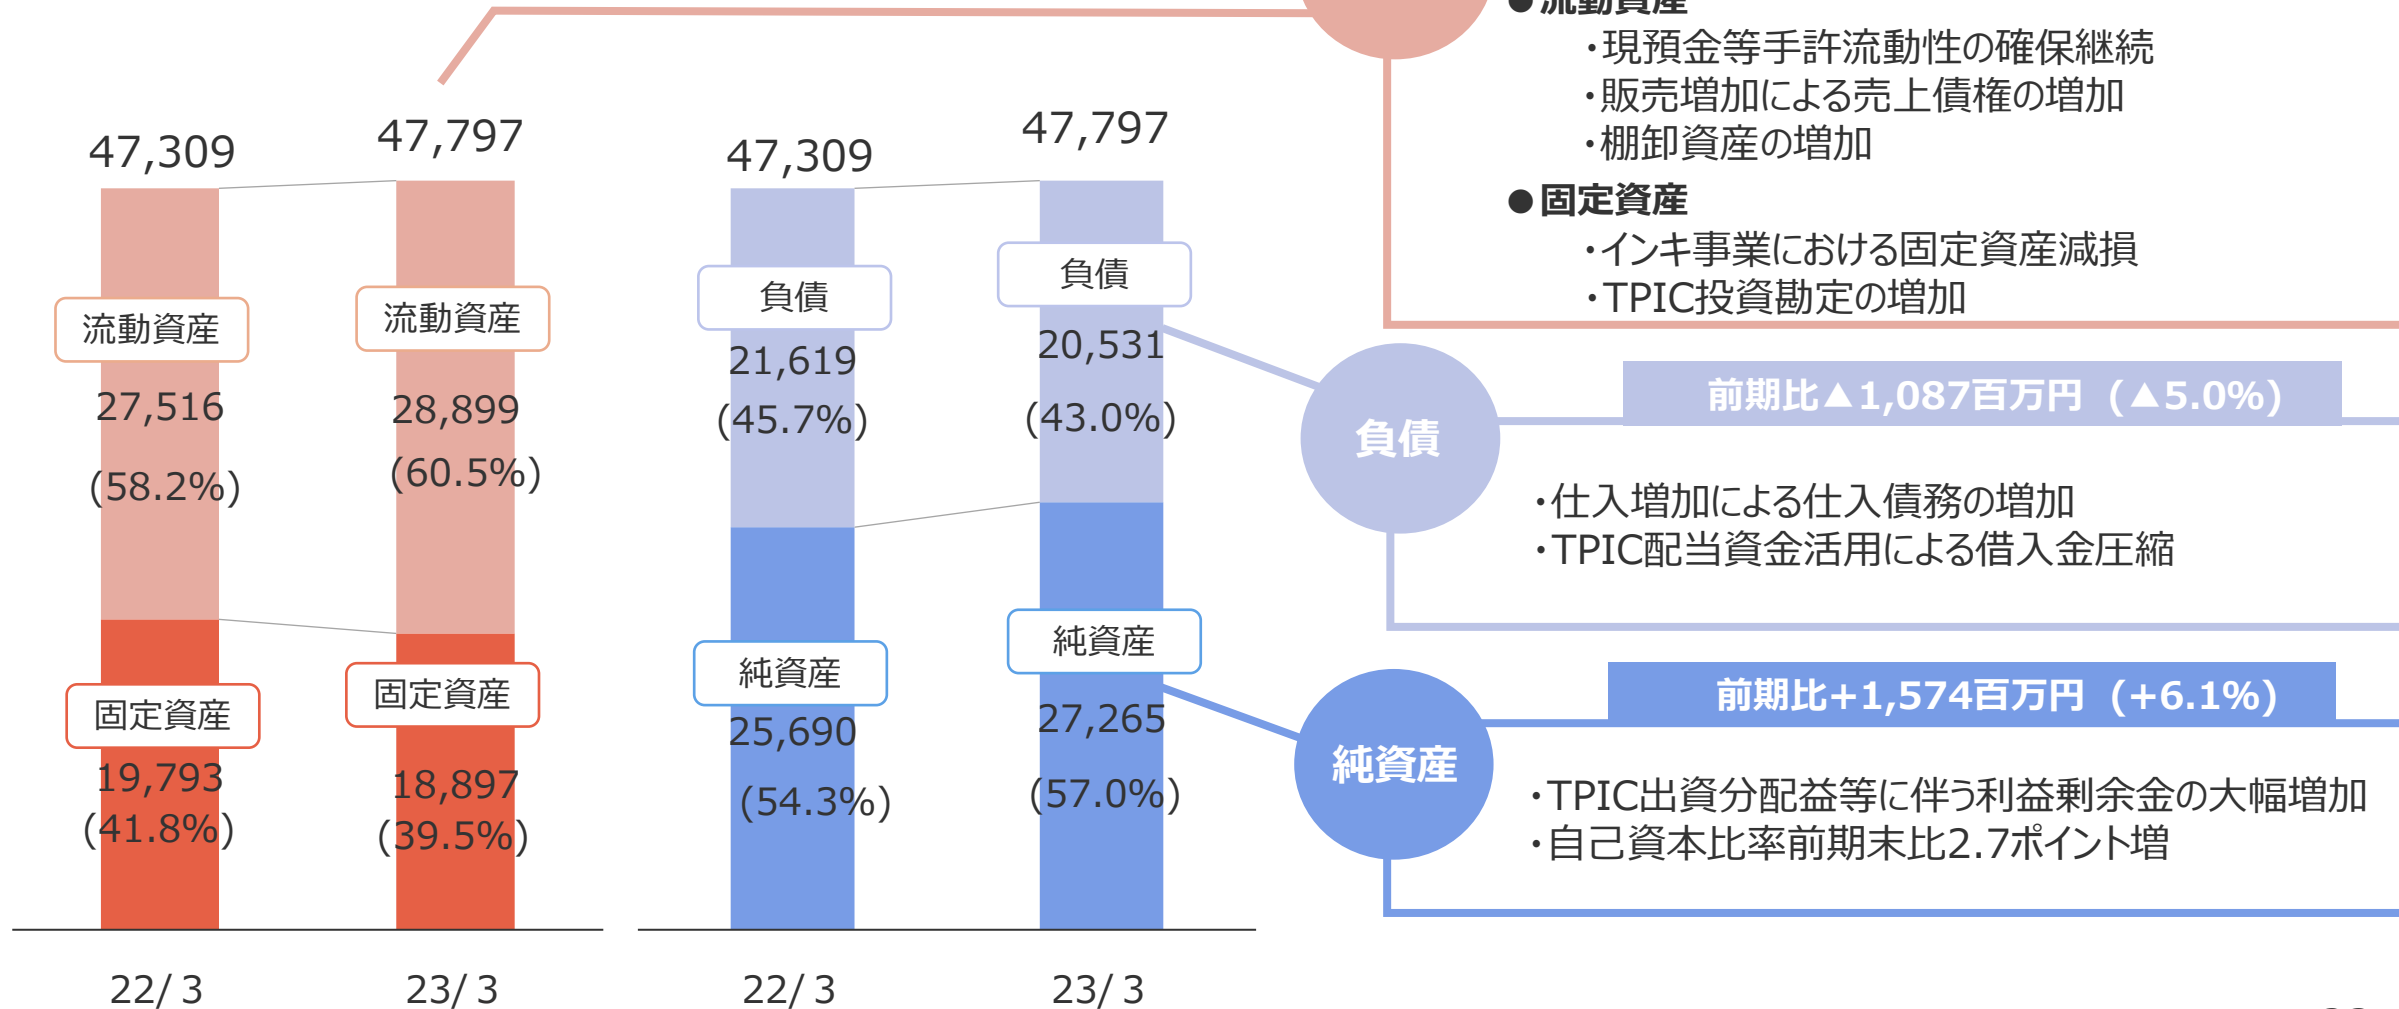 47,309
47,797
流動資産
27,516
(58.2%)
流動資産
28,899
(60.5%)
固定資産
19,793
(41.8%)
固定資産
18,897
(39.5%)
22/3
23/3
47,309
47,797
負債
21,619
(45.7%)
負債
20,531
(43.0%)
純資産
25,690
(54.3%)
純資産
27,265
(57.0%)
22/3
23/3
●流動資産
・現預金等手許流動性の確保継続
・販売増加による売上債権の増加
・棚卸資産の増加
●固定資産
・インキ事業における固定資産減損
・TPIC投資勘定の増加
負債
前期比▲1,087百万円 (▲5.0%)
・仕入増加による仕入債務の増加
・TPIC配当資金活用による借入金圧縮
純資産
前期比+1,574百万円 (+6.1%)
・TPIC出資分配益等に伴う利益剰余金の大幅増加
・自己資本比率前期末比2.7ポイント増